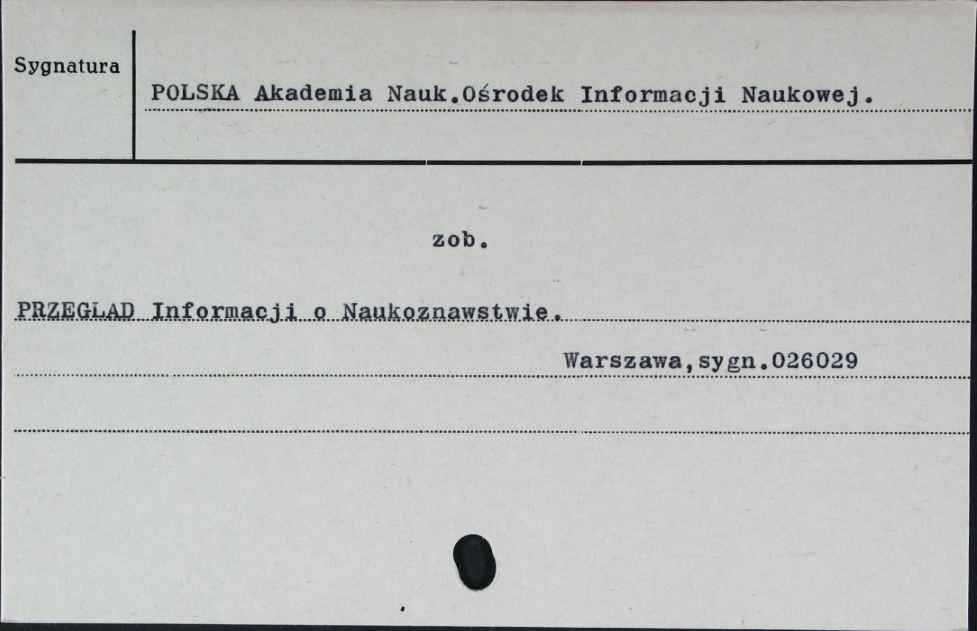 Sygnatura
POLSKA Akademia Nauk.Ośrodek Informacji Naukowej.
zob.
PRZEGLAD Informacji o Naukoznawstwie.
Warszawa,sygn.026029